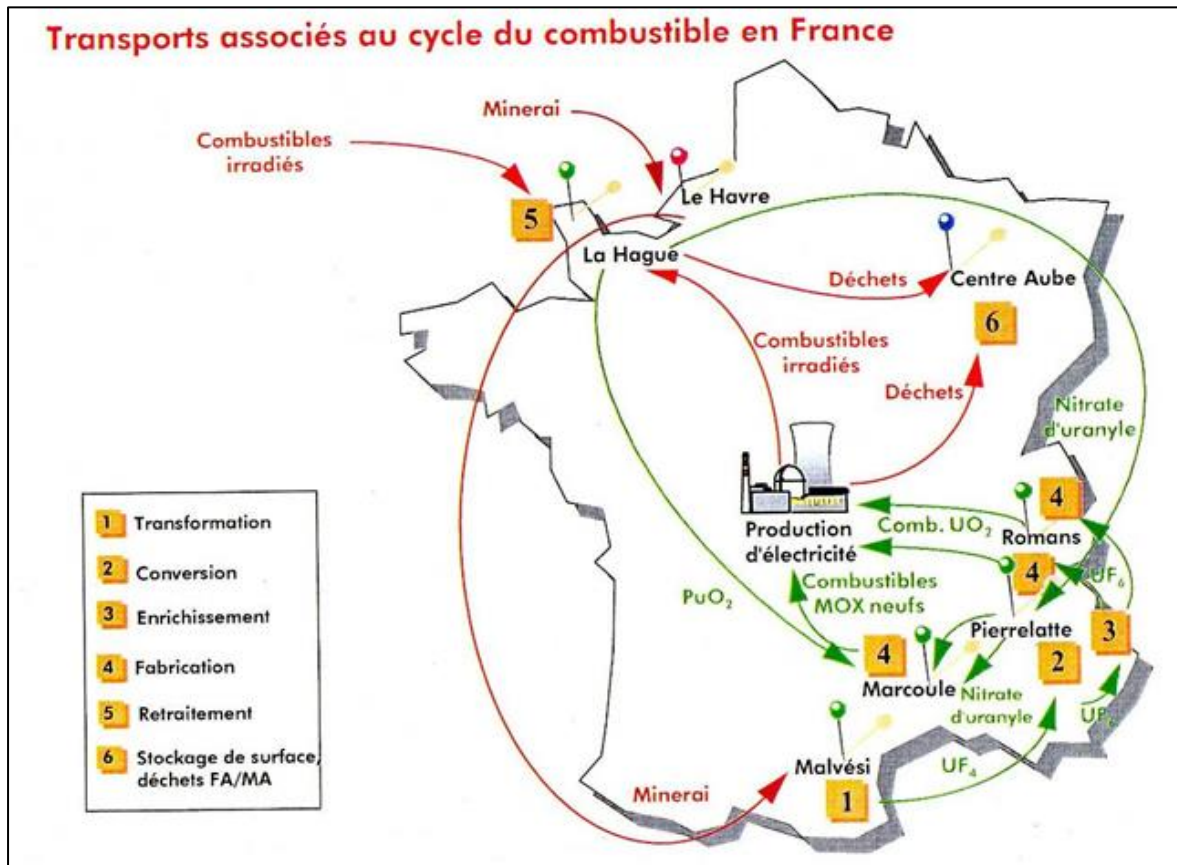 Transports associés au cycle du combustible en France
Minerai
Combustibles
irradiés
Le Havre
5
La Hague
Déchets
Centre Aube
6
Combustibles
irradiés
Déchets
Nitrate
d'uranyle
4
Production
d'électricité
Comb. UO₂
Romans
4
UF₆
Combustibles
MOX neufs
PuO₂
Pierrelatte
3
4
2
Marcoule
Nitrate
d'uranyle
UF₆
Malvési
UF₄
Minerai
1
1 Transformation
2 Conversion
3 Enrichissement
4 Fabrication
5 Retraitement
6 Stockage de surface,
déchets FA/MA